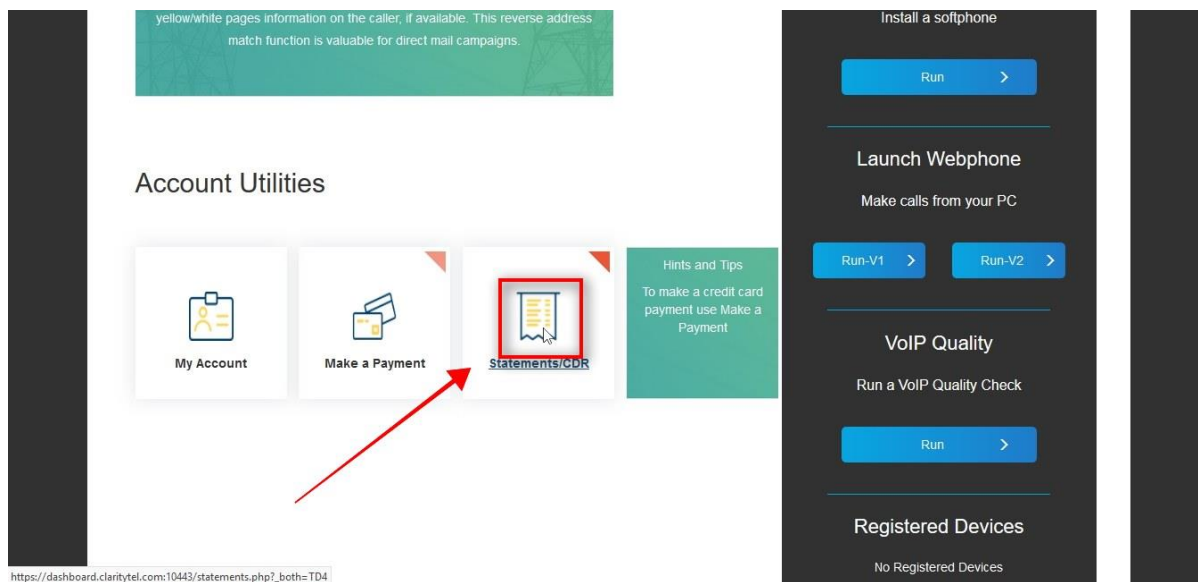 yellow/white pages information on the caller, if available. This reverse address
match function is valuable for direct mail campaigns.
Account Utilities
My Account
Make a Payment
Statements/CDR
Hints and Tips
To make a credit card
payment use Make a
Payment
Install a softphone
Run
Launch Webphone
Make calls from your PC
Run-V1
Run-V2
VoIP Quality
Run a VoIP Quality Check
Run
Registered Devices
No Registered Devices
https://dashboard.claritytel.com:10443/statements.php?_both=TD4